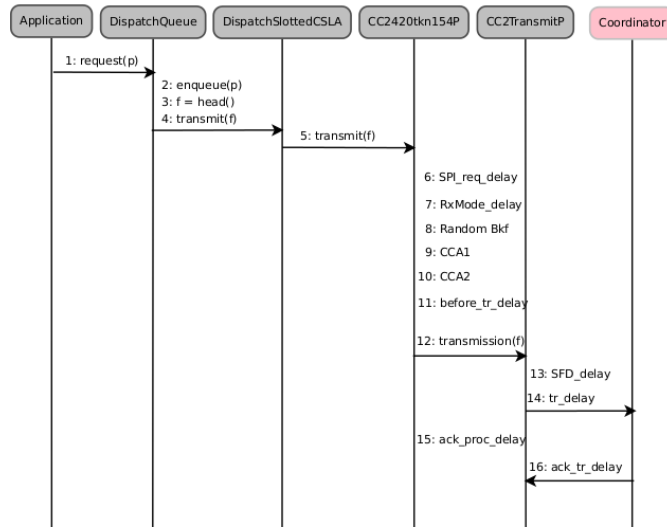 Application DispatchQueue DispatchSlottedCSLA CC2420tkn154P CC2TransmitP Coordinator
1: request(p)
2: enqueue(p)
3: f = head()
4: transmit(f)
5: transmit(f)
6: SPI_req_delay
7: RxMode_delay
8: Random Bkf
9: CCA1
10: CCA2
11: before_tr_delay
12: transmission(f)
13: SFD_delay
14: tr_delay
15: ack_proc_delay
16: ack_tr_delay